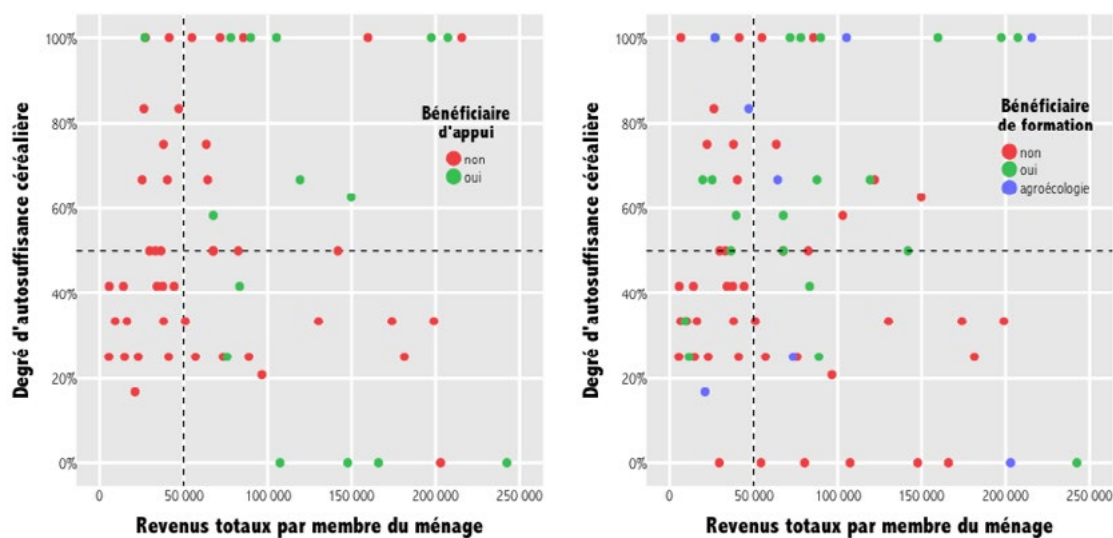 Degré d'autosuffisance céréalière
100%
80%
60%
40%
20%
0%
Bénéficiaire
d'appui
non
oui
0 50 000 100 000 150 000 200 000 250 000
Revenus totaux par membre du ménage
Degré d'autosuffisance céréalière
100%
80%
60%
40%
20%
0%
Bénéficiaire
de formation
non
oui
agroécologie
0 50 000 100 000 150 000 200 000 250 000
Revenus totaux par membre du ménage